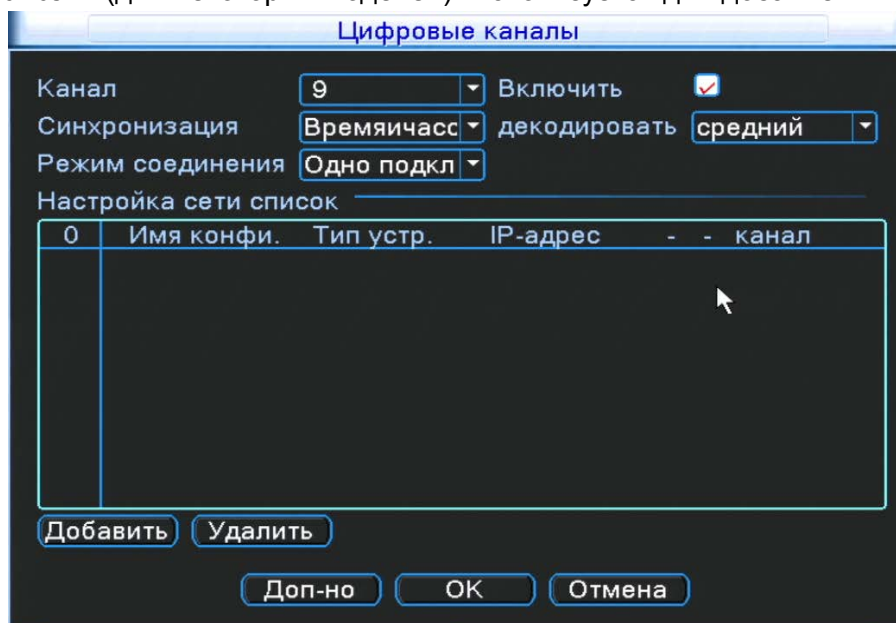 Цифровые каналы
Канал 9 Включить
Синхронизация Времяичасс декодировать средний
Режим соединения Одно подкл
Настройка сети список
0 Имя конфи. Тип устр. IP-адрес - - канал
Добавить Удалить
Доп-но OK Отмена